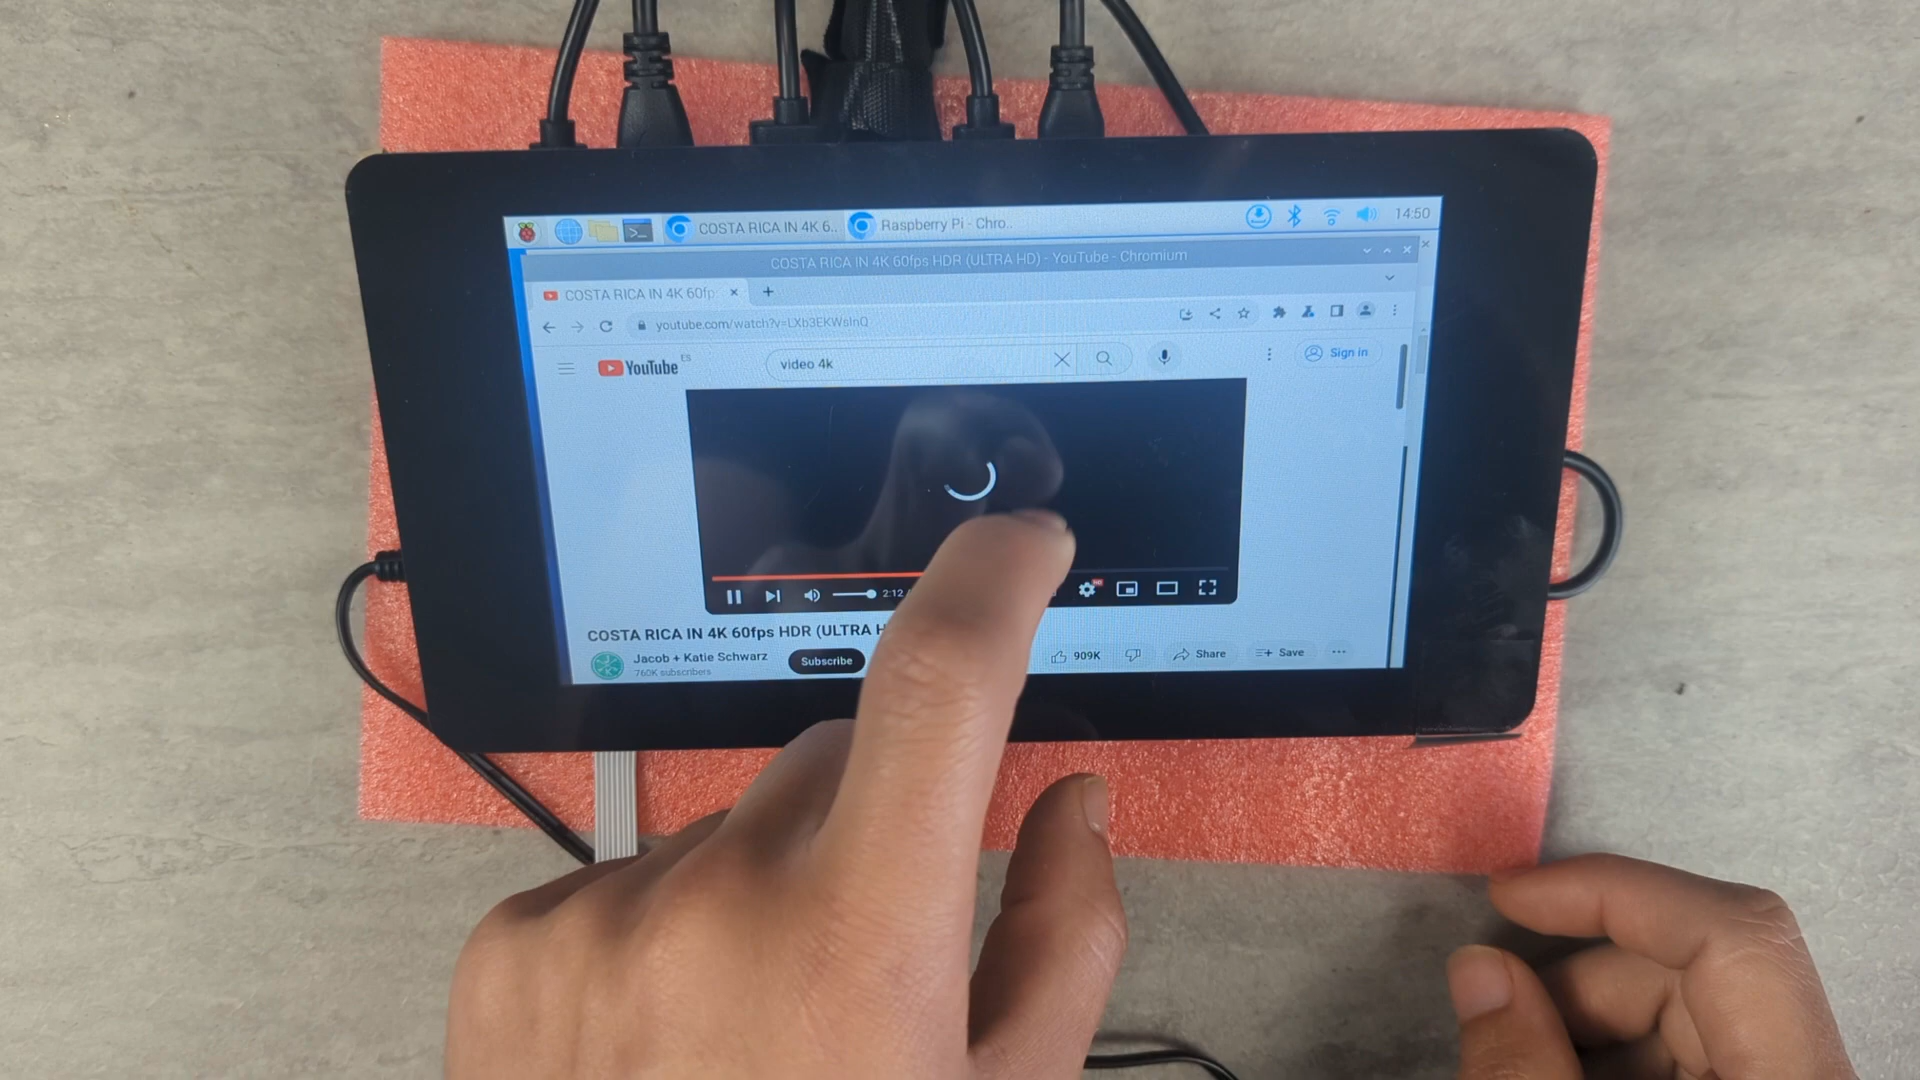 COSTA RICA IN 4K 6.. Raspberry Pi - Chro.. 14:50
COSTA RICA IN 4K 60fps HDR (ULTRA HD) - YouTube - Chromium
COSTA RICA IN 4K 60fp
youtube.com/watch?v=LXb3EKWsInQ
YouTube ES video 4k Sign in
2:12 /
HD
COSTA RICA IN 4K 60fps HDR (ULTRA H
Jacob + Katie Schwarz Subscribe 909K Share Save
760K subscribers